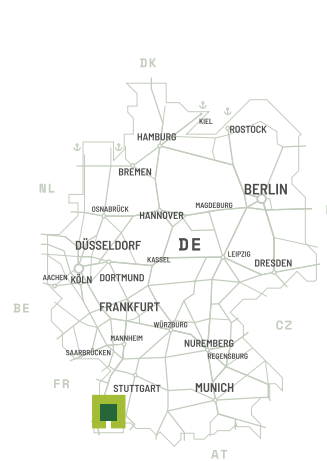 DK
KIEL
HAMBURG
ROSTOCK
BREMEN
NL
BERLIN
OSNABRÜCK
HANNOVER
MAGDEBURG
DÜSSELDORF
DE
KASSEL
LEIPZIG
DRESDEN
AACHEN
KÖLN
DORTMUND
BE
FRANKFURT
WÜRZBURG
CZ
MANNHEIM
NUREMBERG
SAARBRÜCKEN
REGENSBURG
FR
STUTTGART
MUNICH
AT